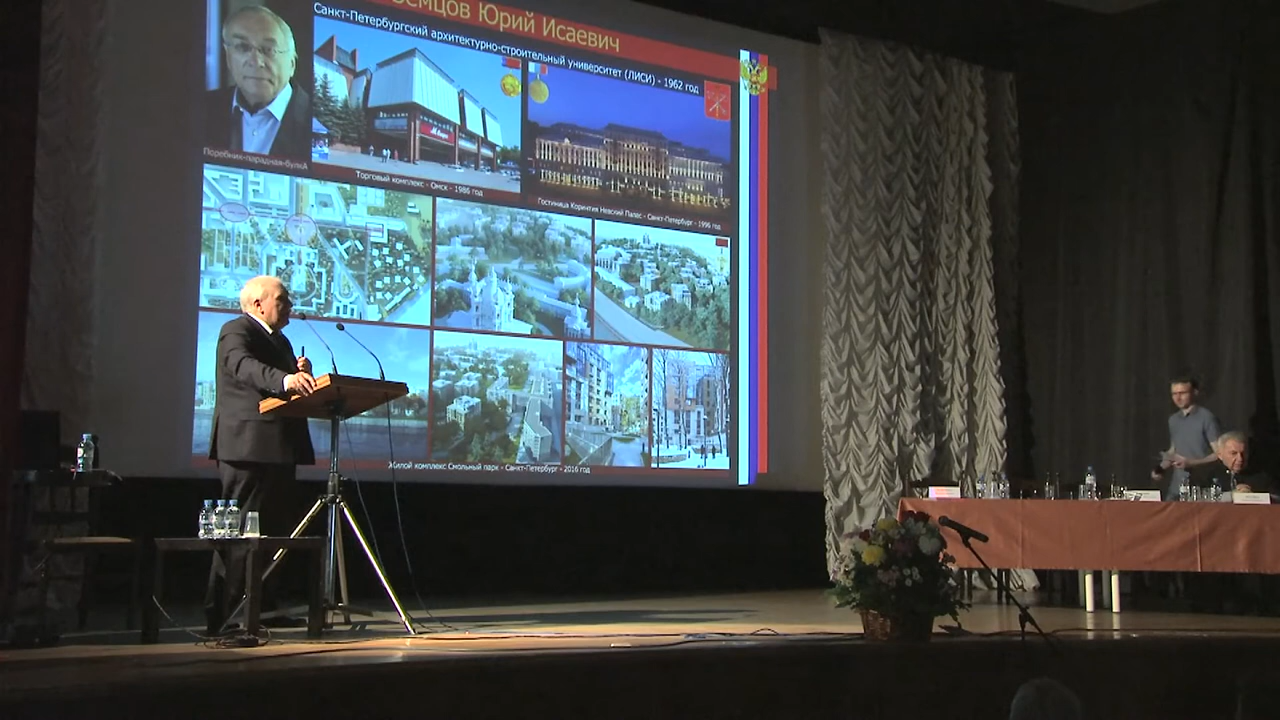 Земцов Юрий Исаевич
Санкт-Петербургский архитектурно-строительный университет (ЛИСИ) - 1962 год
Торговый комплекс - Омск - 1986 год
Гостиница Коринтия Невский Палас - Санкт-Петербург - 1996 год
Жилой комплекс Смольный парк - Санкт-Петербург - 2016 год